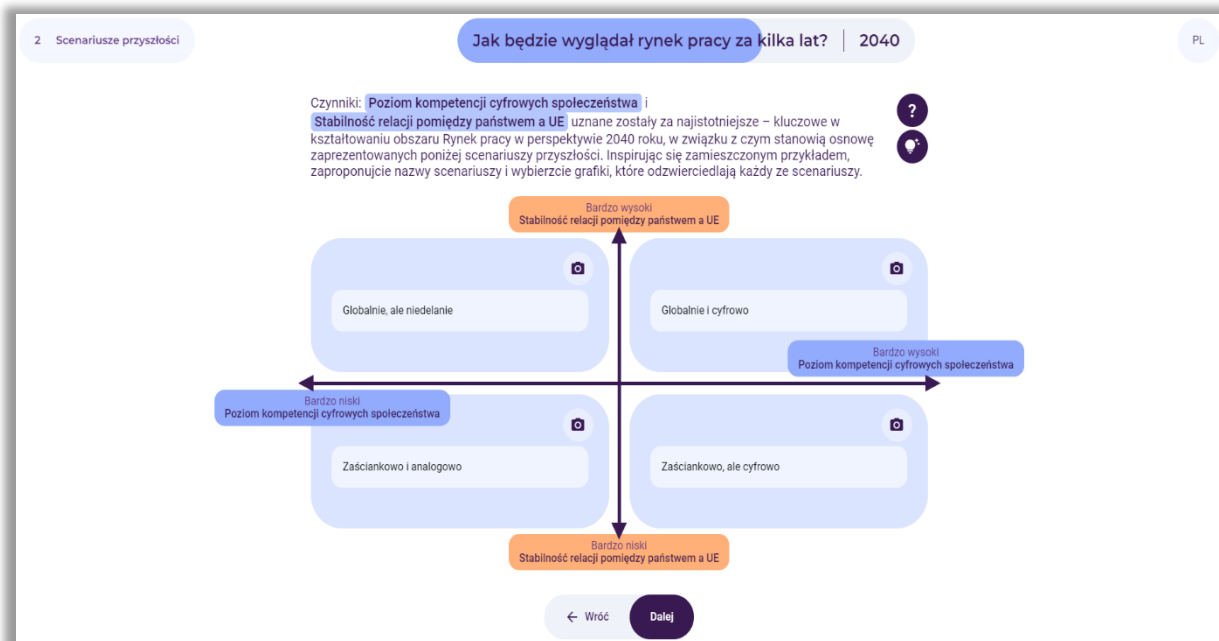 2 Scenariusze przyszłości
Jak będzie wyglądał rynek pracy za kilka lat? 2040
PL
Czynniki: Poziom kompetencji cyfrowych społeczeństwa i
Stabilność relacji pomiędzy państwem a UE uznane zostały za najistotniejsze – kluczowe w
kształtowaniu obszaru Rynek pracy w perspektywie 2040 roku, w związku z czym stanowią osnowę
zaprezentowanych poniżej scenariuszy przyszłości. Inspirując się zamieszczonym przykładem,
zaproponujcie nazwy scenariuszy i wybierzcie grafiki, które odzwierciedlają każdy ze scenariuszy.
?
Bardzo wysoki
Stabilność relacji pomiędzy państwem a UE
Globalnie, ale niedelanie
Globalnie i cyfrowo
Bardzo wysoki
Poziom kompetencji cyfrowych społeczeństwa
Bardzo niski
Poziom kompetencji cyfrowych społeczeństwa
Zaściankowo i analogowo
Zaściankowo, ale cyfrowo
Bardzo niski
Stabilność relacji pomiędzy państwem a UE
← Wróć
Dalej